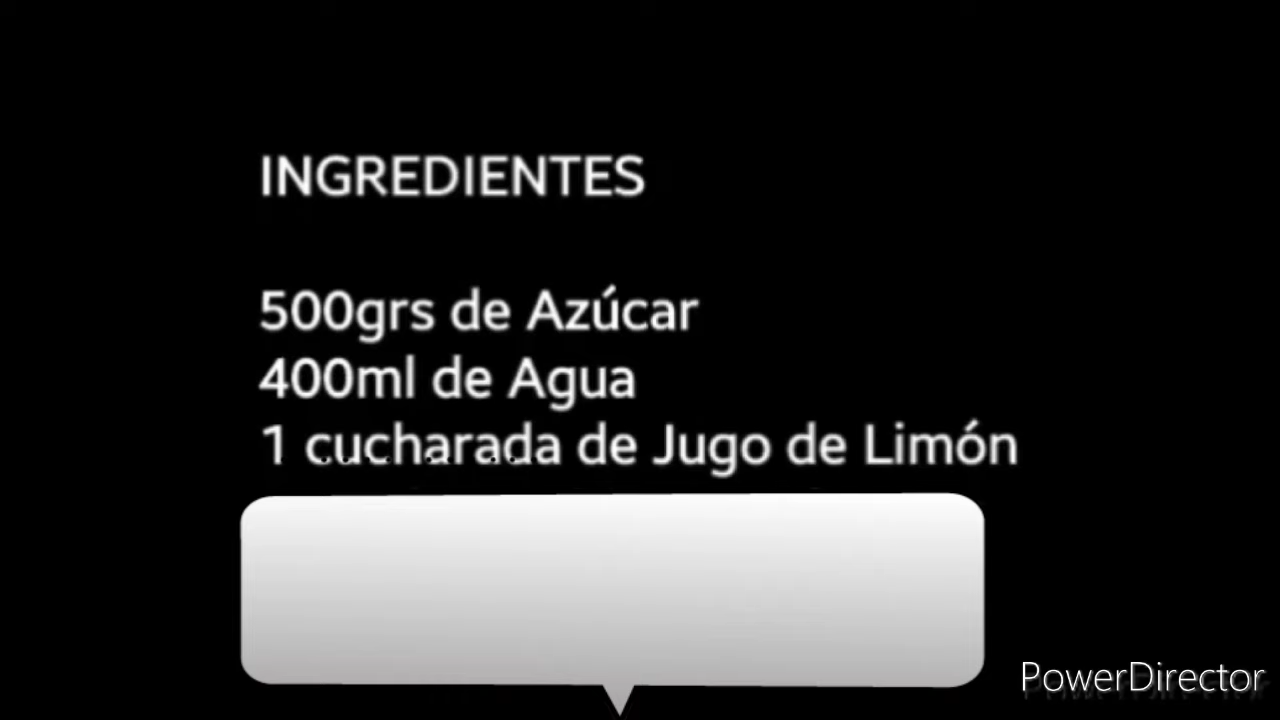 INGREDIENTES
500grs de Azúcar
400ml de Agua
1 cucharada de Jugo de Limón
PowerDirector